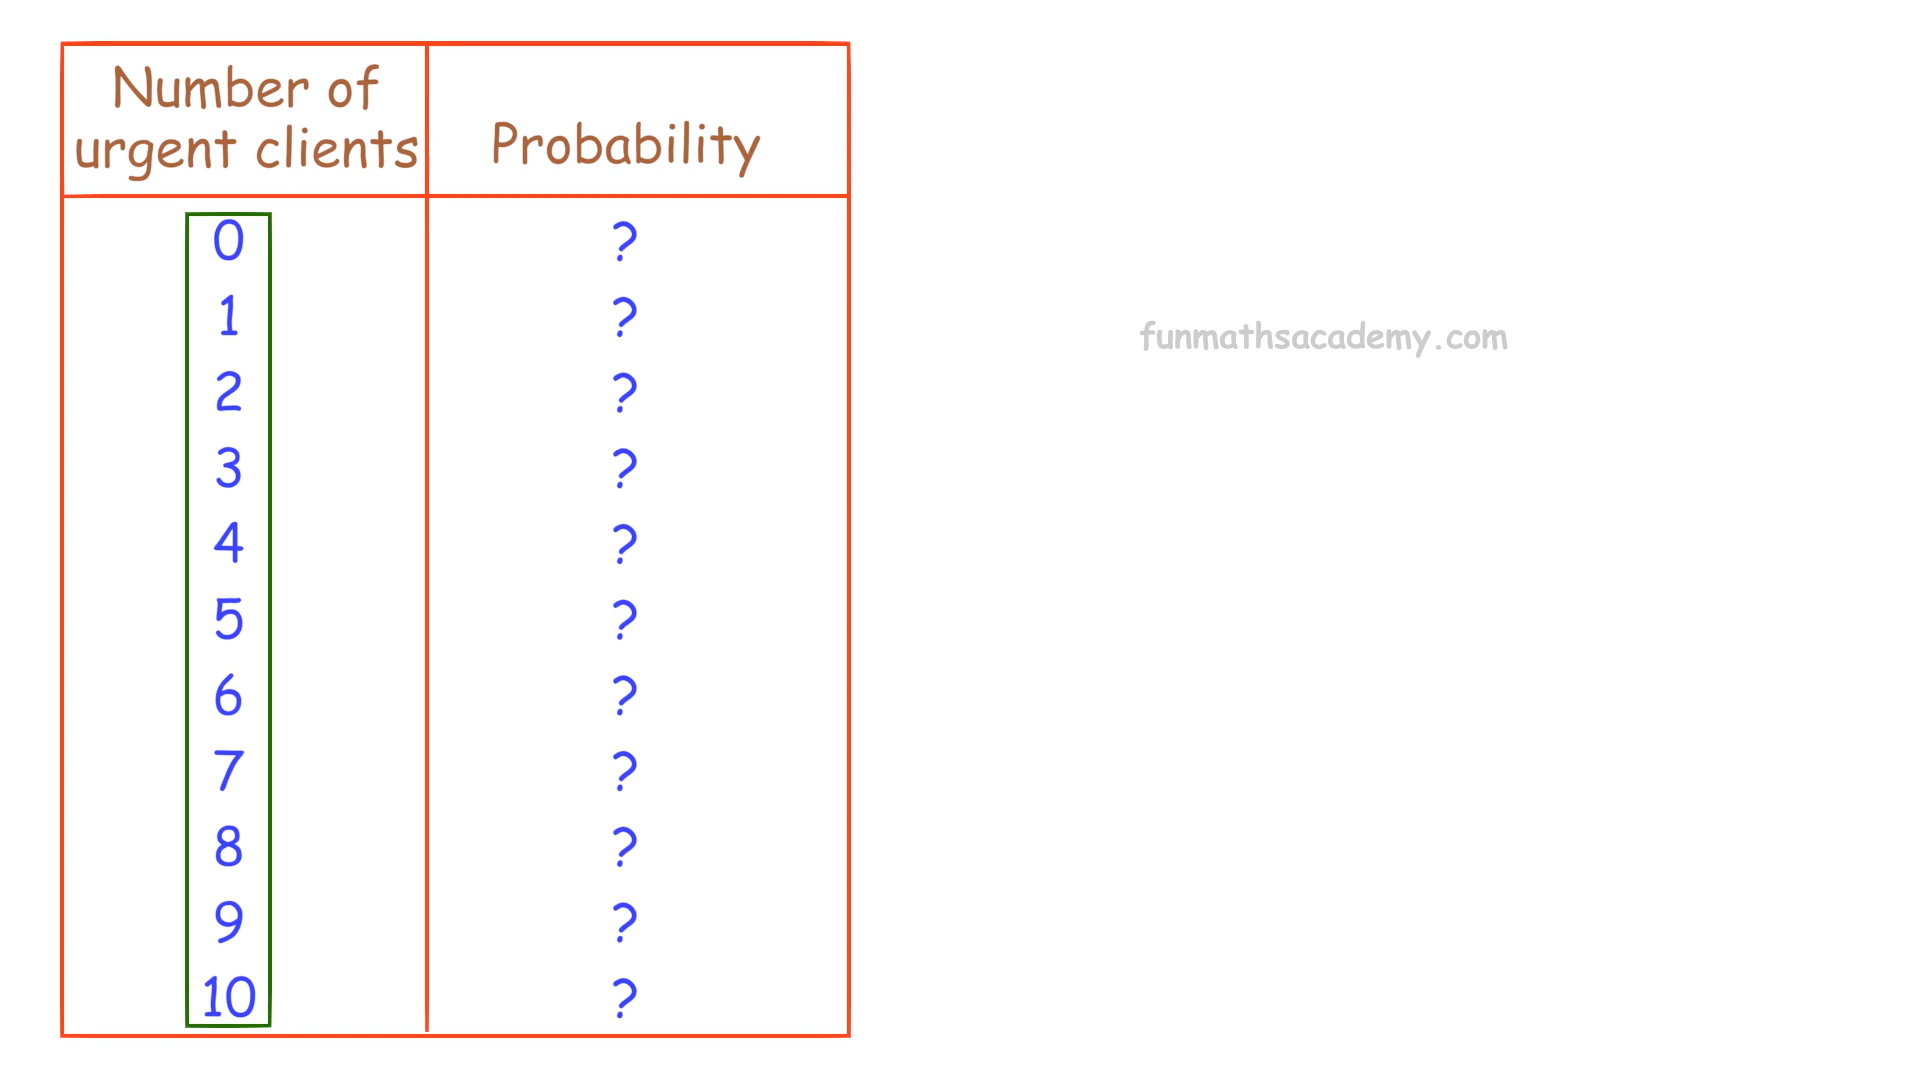 Number of
urgent clients
Probability
0 ?
1 ?
2 ?
3 ?
4 ?
5 ?
6 ?
7 ?
8 ?
9 ?
10 ?
funmathsacademy.com